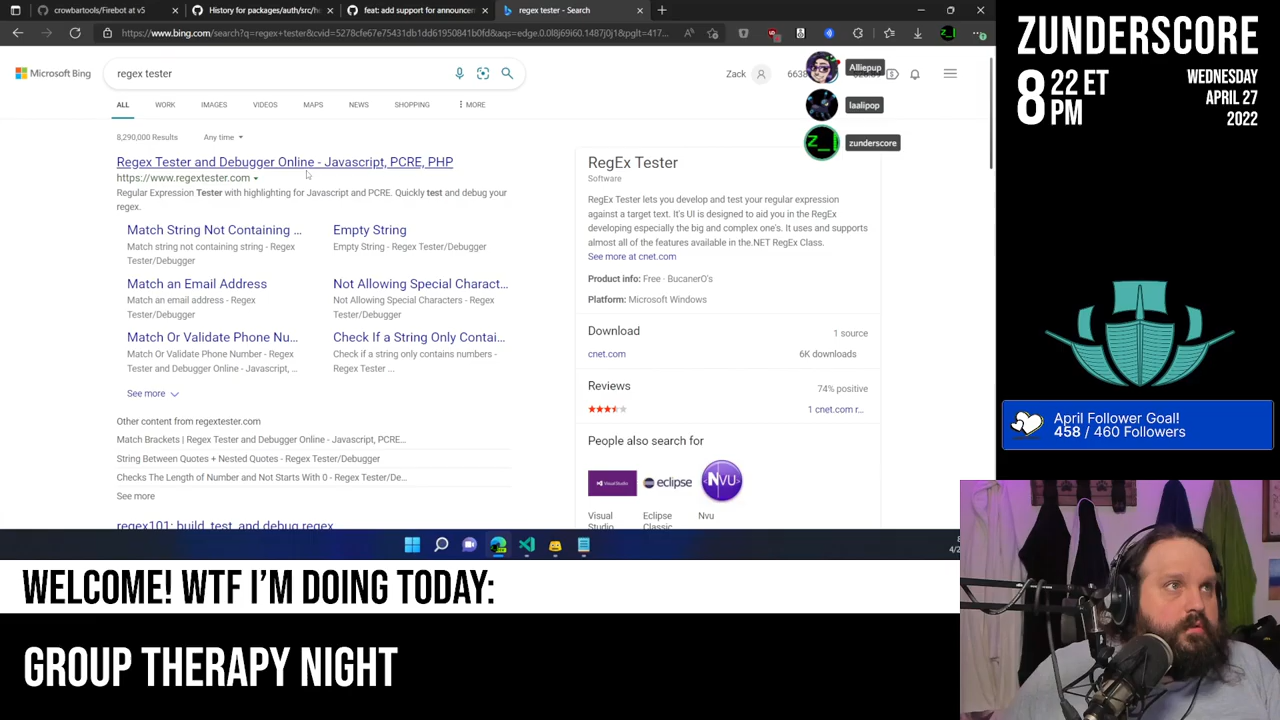 crowbartools/Firebot at v5
History for packages/auth/src/h
feat: add support for announcem
regex tester - Search
https://www.bing.com/search?q=regex+tester&cvid=5278cfe67e75431db1dd61950841b0fd&aqs=edge.0.0l8j69i60.1487j0j1&pglt=417...
Microsoft Bing
regex tester
Zack
Alliepup
laalipop
zunderscore
ALL
WORK
IMAGES
VIDEOS
MAPS
NEWS
SHOPPING
MORE
8,290,000 Results
Any time
Regex Tester and Debugger Online - Javascript, PCRE, PHP
https://www.regextester.com
Regular Expression Tester with highlighting for Javascript and PCRE. Quickly test and debug your
regex.
Match String Not Containing ...
Match string not containing string - Regex
Tester/Debugger
Empty String
Empty String - Regex Tester/Debugger
Match an Email Address
Match an email address - Regex
Tester/Debugger
Not Allowing Special Charact...
Not Allowing Special Characters - Regex
Tester/Debugger
Match Or Validate Phone Nu...
Match Or Validate Phone Number - Regex
Tester and Debugger Online - Javascript, ...
Check If a String Only Contai...
Check if a string only contains numbers -
Regex Tester ...
See more
Other content from regextester.com
Match Brackets | Regex Tester and Debugger Online - Javascript, PCRE...
String Between Quotes + Nested Quotes - Regex Tester/Debugger
Checks The Length of Number and Not Starts With 0 - Regex Tester/De...
See more
regex101: build, test, and debug regex
RegEx Tester
Software
RegEx Tester lets you develop and test your regular expression
against a target text. It's UI is designed to aid you in the RegEx
developing especially the big and complex one's. It uses and supports
almost all of the features available in the.NET RegEx Class.
See more at cnet.com
Product info: Free · BucanerO's
Platform: Microsoft Windows
Download
1 source
cnet.com
6K downloads
Reviews
74% positive
1 cnet.com r...
People also search for
Visual Studio
eclipse
NVU
Visual
Studio
Eclipse
Classic
Nvu
ZUNDERSCORE
8 22 ET
PM
WEDNESDAY
APRIL 27
2022
April Follower Goal!
458 / 460 Followers
WELCOME! WTF I'M DOING TODAY:
GROUP THERAPY NIGHT